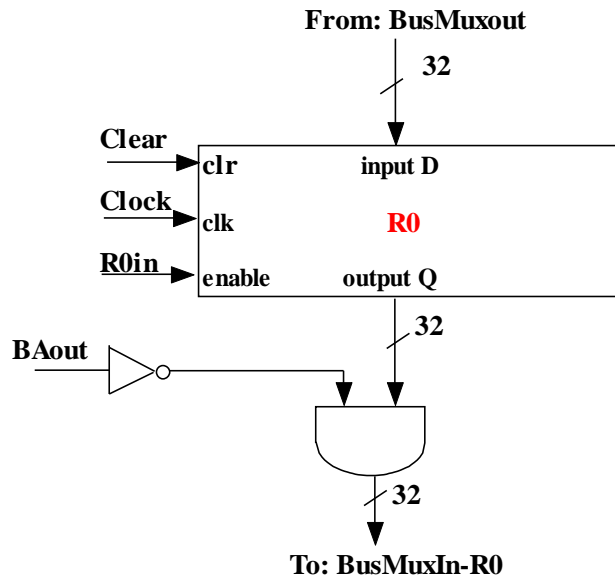 From: BusMuxout
32
Clear
clr
input D
Clock
clk
R0
R0in
enable
output Q
32
BAout
32
To: BusMuxIn-R0